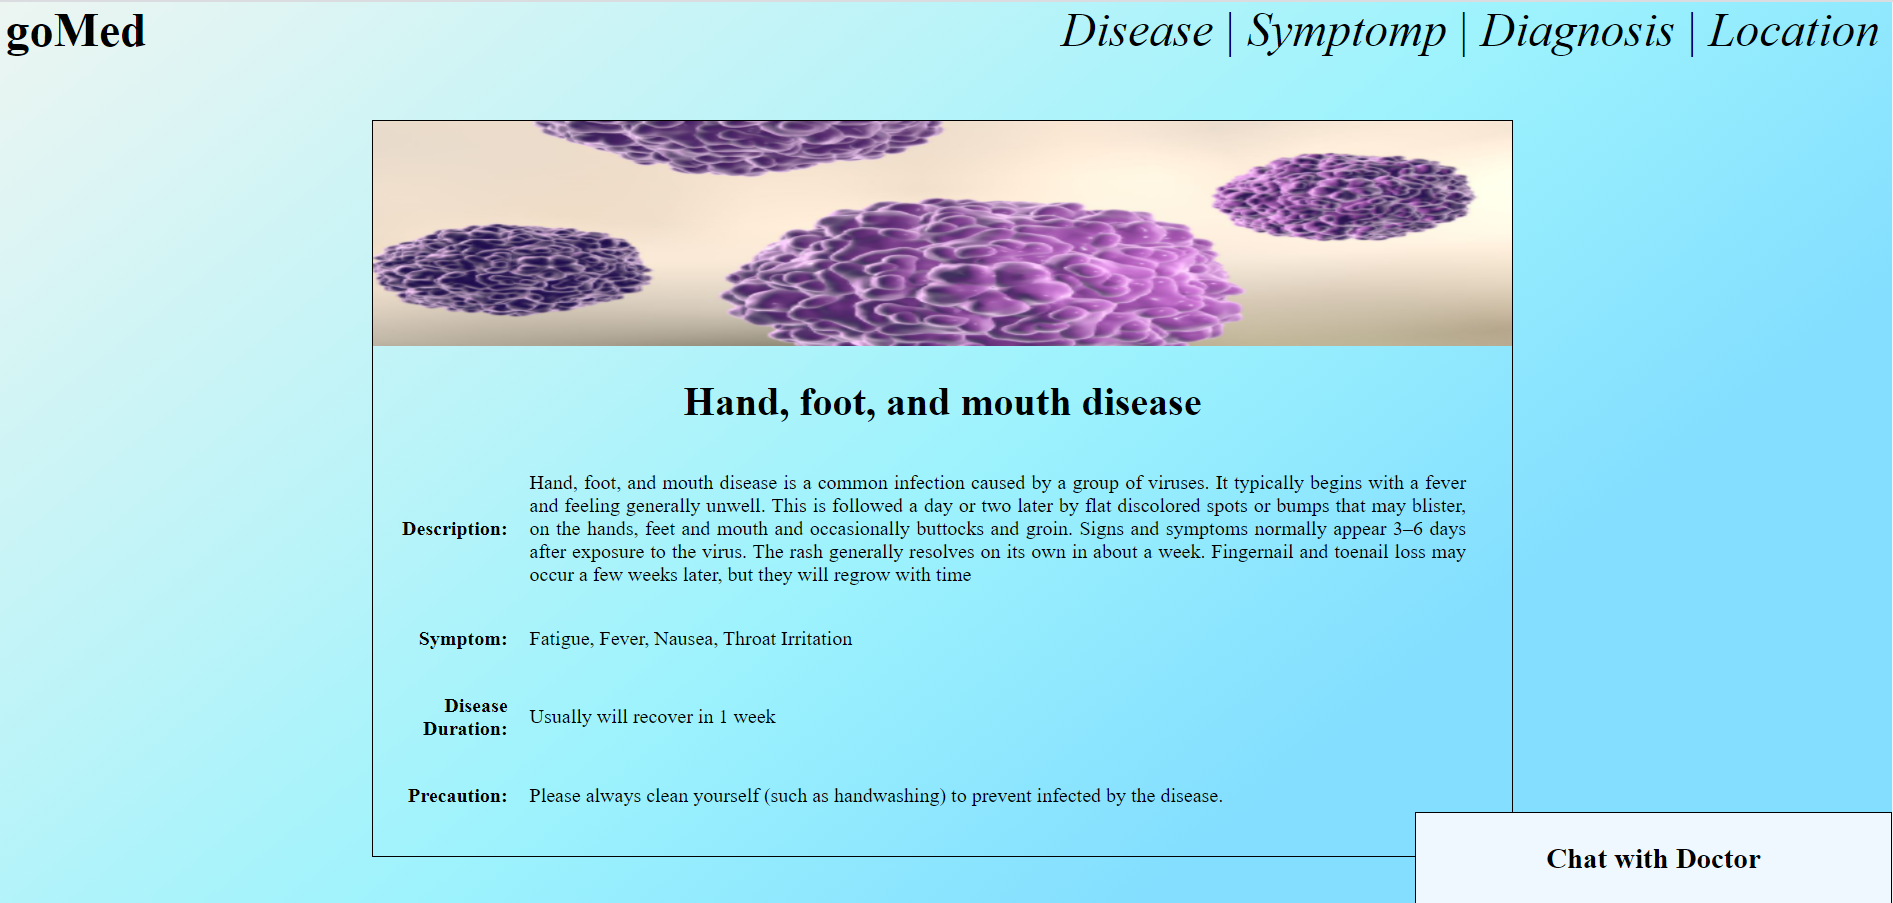 goMed
Disease | Symptomp | Diagnosis | Location
Hand, foot, and mouth disease
Description:
Hand, foot, and mouth disease is a common infection caused by a group of viruses. It typically begins with a fever
and feeling generally unwell. This is followed a day or two later by flat discolored spots or bumps that may blister,
on the hands, feet and mouth and occasionally buttocks and groin. Signs and symptoms normally appear 3–6 days
after exposure to the virus. The rash generally resolves on its own in about a week. Fingernail and toenail loss may
occur a few weeks later, but they will regrow with time
Symptom:
Fatigue, Fever, Nausea, Throat Irritation
Disease
Duration:
Usually will recover in 1 week
Precaution:
Please always clean yourself (such as handwashing) to prevent infected by the disease.
Chat with Doctor